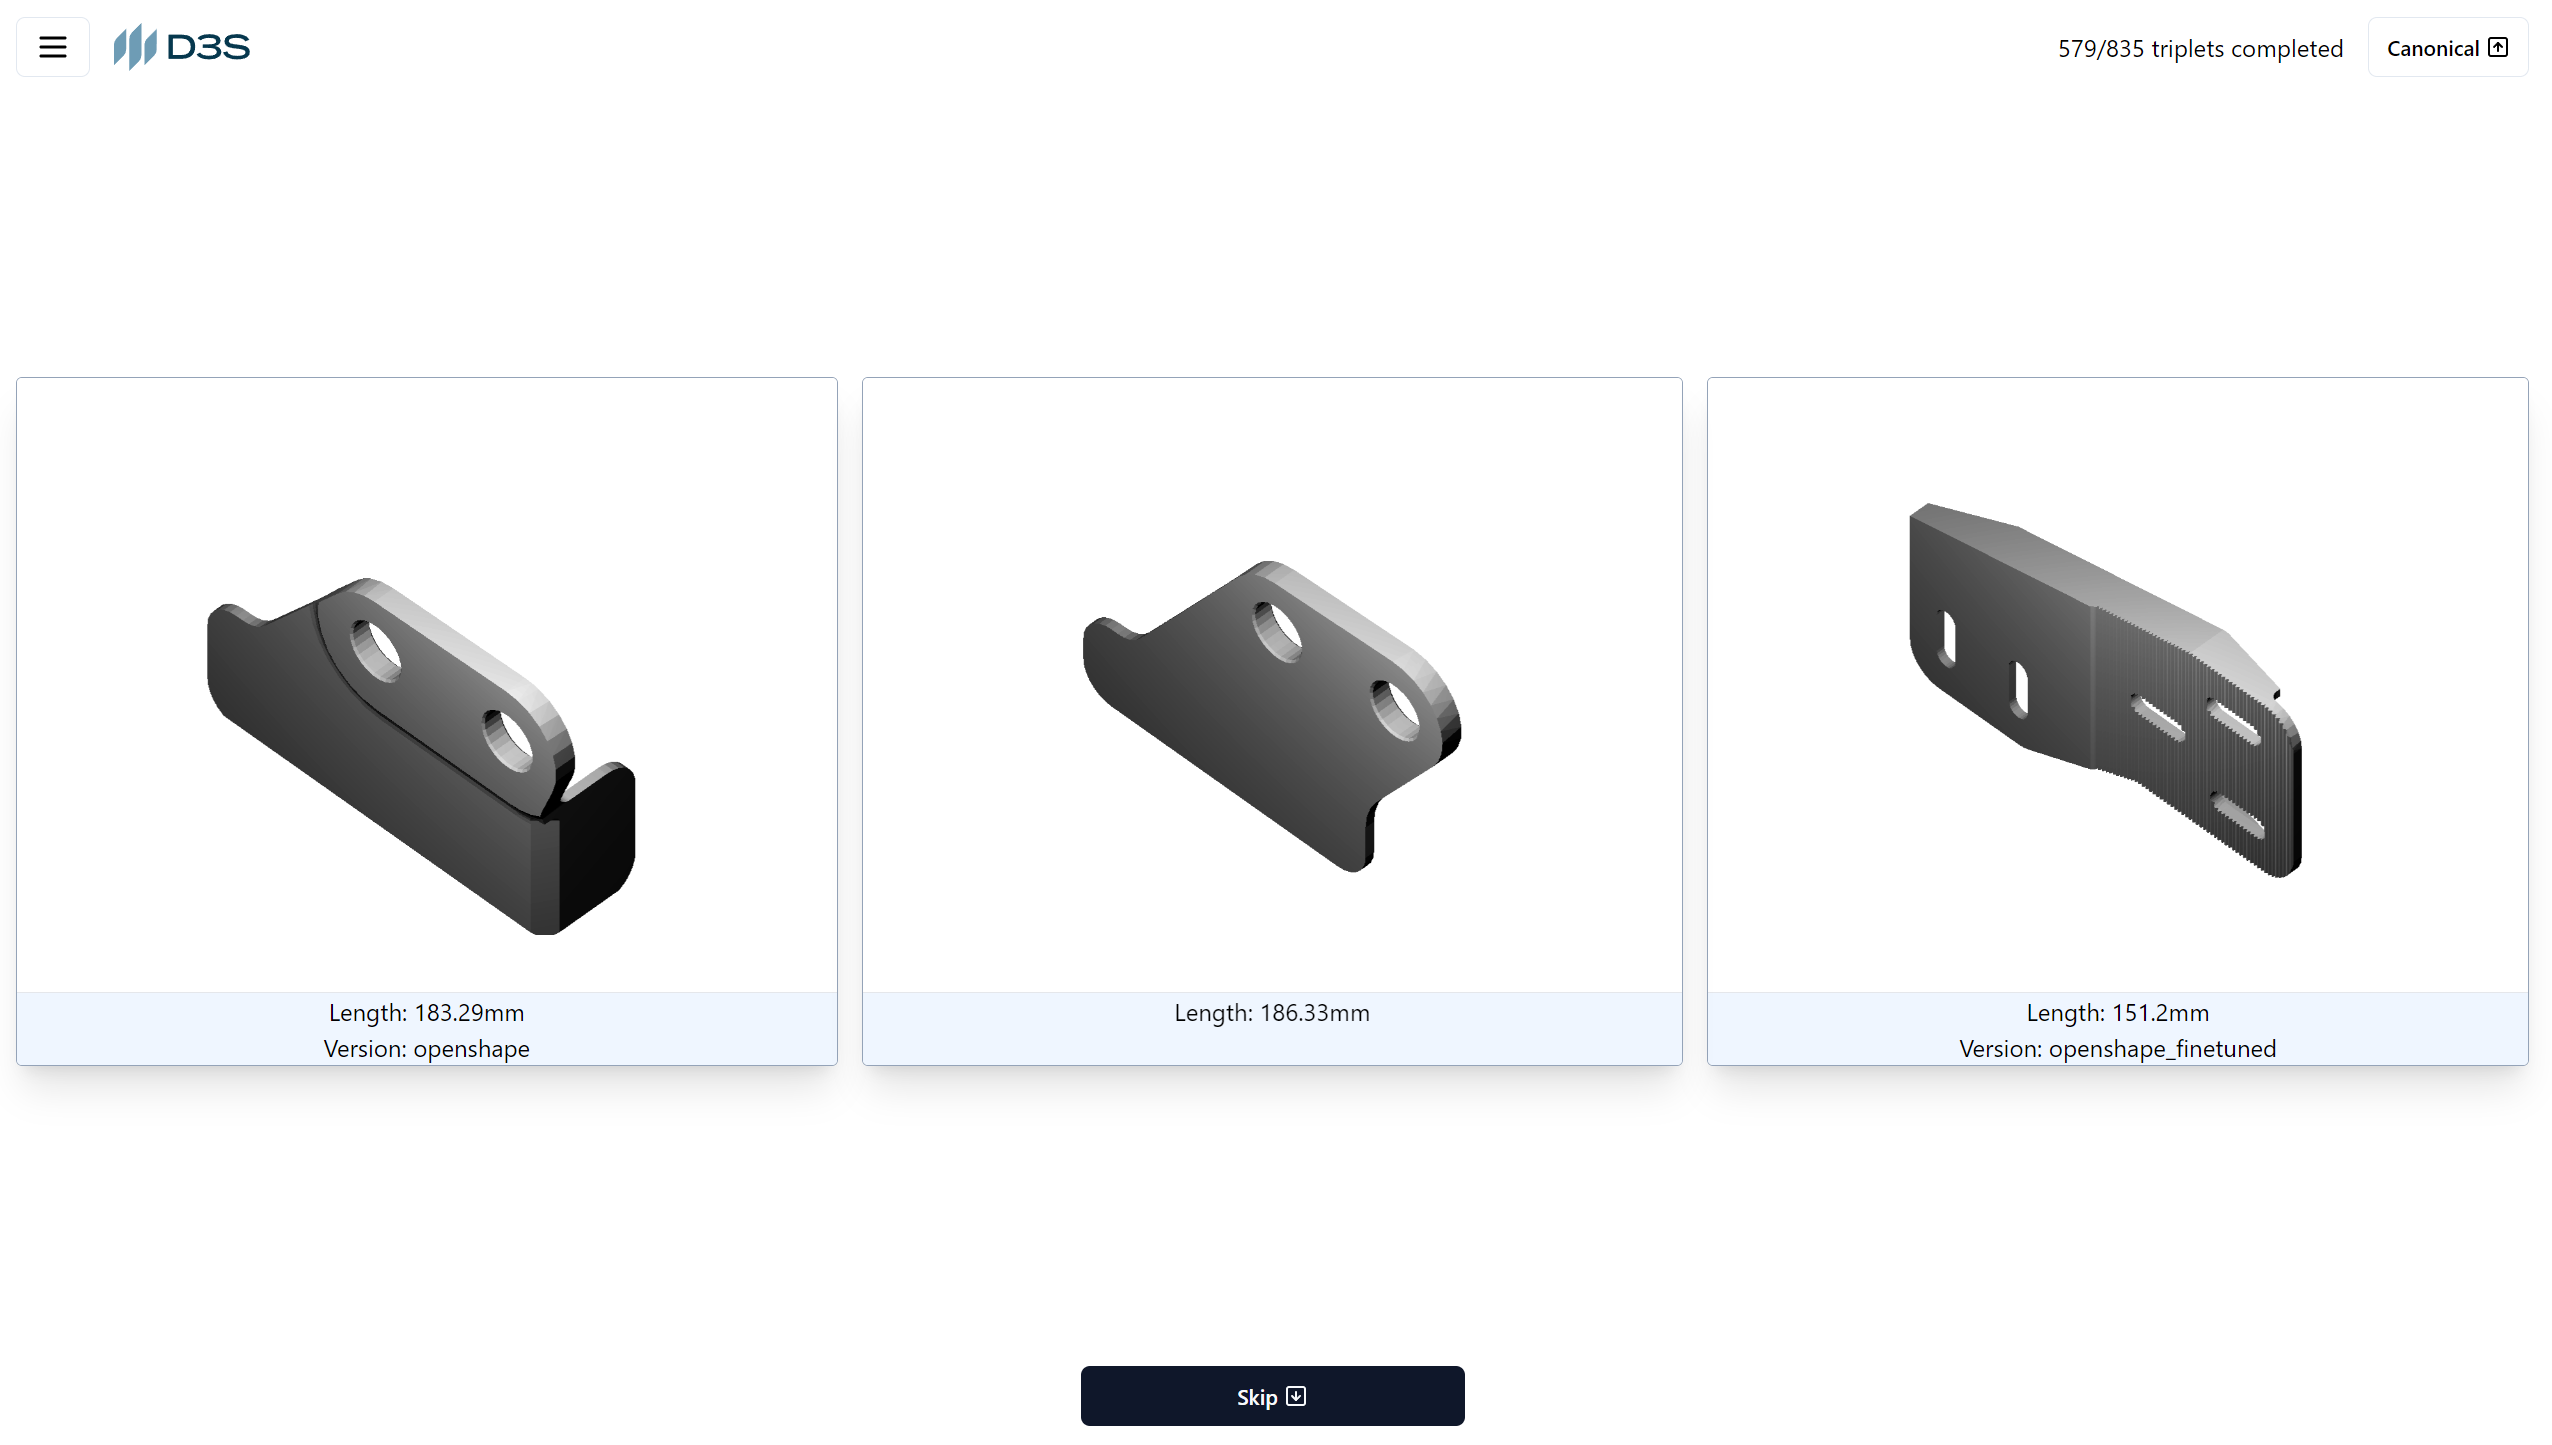 D3S
579/835 triplets completed
Canonical
Length: 183.29mm
Version: openshape
Length: 186.33mm
Length: 151.2mm
Version: openshape_finetuned
Skip